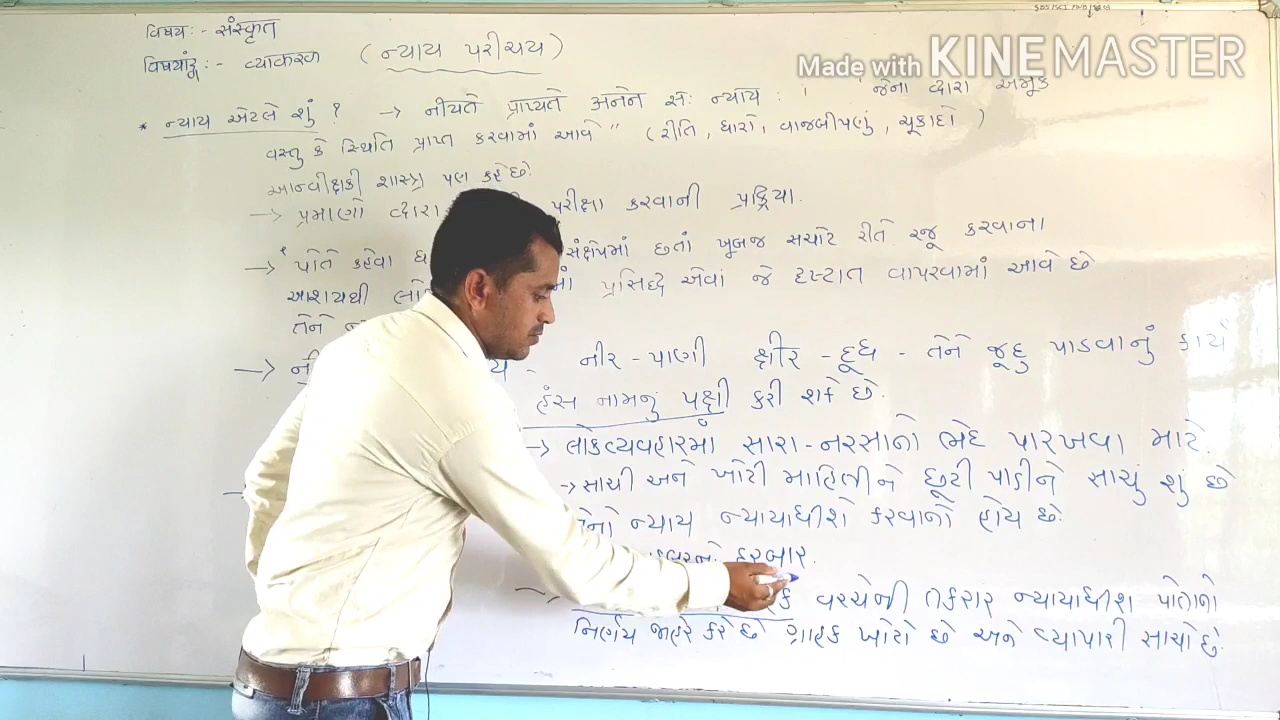 વિષય:- સંસ્કૃત
વિષયાંગ:- વ્યાકરણ (ન્યાય પરીચય)
Made with KINEMASTER
* ન્યાય એટલે શું ? → નીયતે પ્રાપ્યતે અનેન સ: ન્યાય: ' 'જેના દ્વારા અમૂક
વસ્તુ કે સ્થિતિ પ્રાપ્ત કરવામાં આવે" (રીતિ, ધારો, વાજબીપણું, ચૂકાદો)
આન્વીક્ષકી શાસ્ત્ર પણ કહે છે.
→ પ્રમાણો દ્વારા પરીક્ષા કરવાની પ્રક્રિયા.
→ પોતે કહેવા સંક્ષેપમાં છતાં ખૂબજ સચોટ રીતે રજૂ કરવાના
આશયથી પ્રસિદ્ધ એવાં જે દૃષ્ટાત વાપરવામાં આવે છે
તેને
→ નીર-પાણી ક્ષીર-દૂધ - તેને જૂદુ પાડવાનું કાર્ય
હંસ નામનું પક્ષી કરી શકે છે.
→ લોકવ્યવહારમાં સારા-નરસાનો ભેદ પારખવા માટે.
→ સાચી અને ખોટી માહિતીને છૂટી પાડીને સાચું શું છે
તેનો ન્યાય ન્યાયાધીશે કરવાનો હોય છે.
દરબાર.
વચ્ચેની તકરાર ન્યાયાધીશ પોતાનો
નિર્ણય જાહેર કરે છે ગ્રાહક ખોટો છે અને વ્યાપારી સાચો છે.